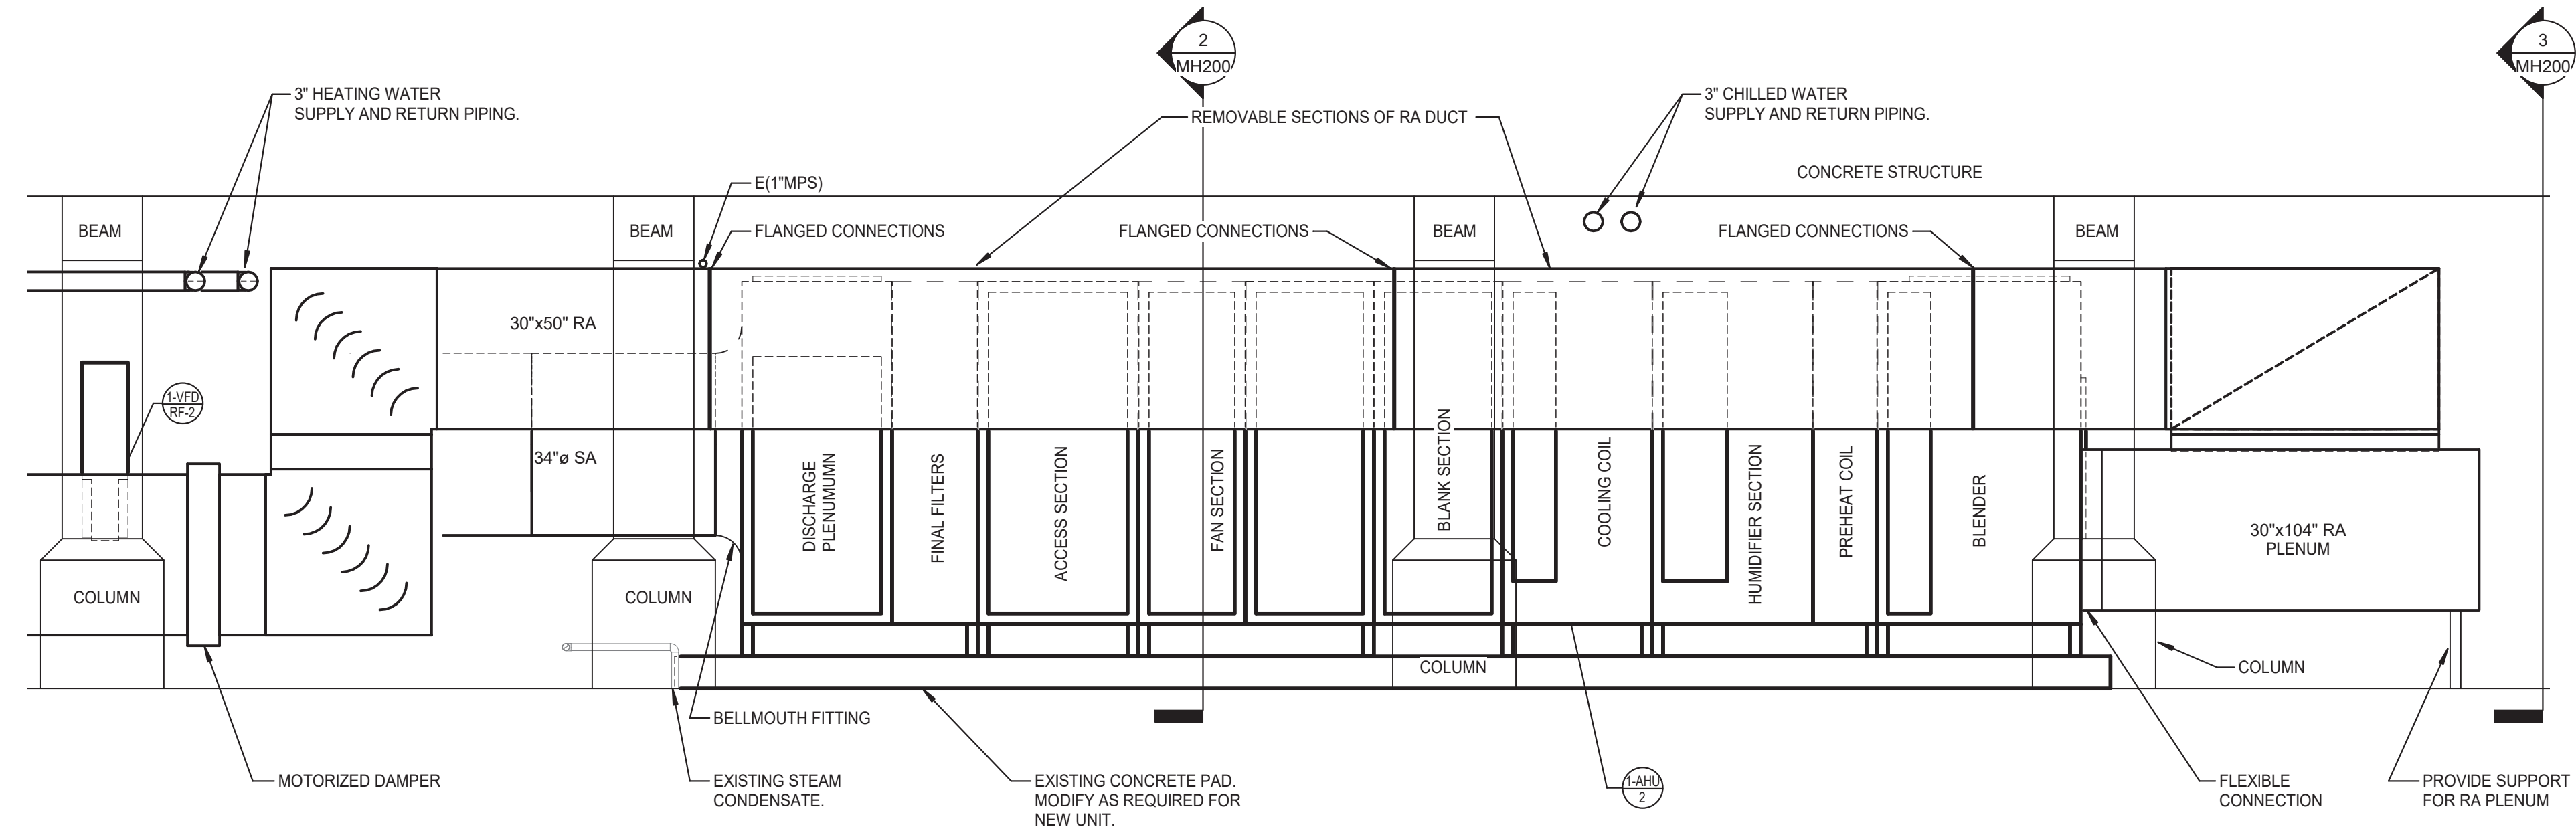 2
MH200
3
MH200
3" HEATING WATER
SUPPLY AND RETURN PIPING.
3" CHILLED WATER
SUPPLY AND RETURN PIPING.
REMOVABLE SECTIONS OF RA DUCT
CONCRETE STRUCTURE
E(1"MPS)
BEAM
BEAM
FLANGED CONNECTIONS
FLANGED CONNECTIONS
BEAM
FLANGED CONNECTIONS
BEAM
30"x50" RA
1-VFD
RF-2
34"ø SA
DISCHARGE
PLENUMUMN
FINAL FILTERS
ACCESS SECTION
FAN SECTION
BLANK SECTION
COOLING COIL
HUMIDIFIER SECTION
PREHEAT COIL
BLENDER
30"x104" RA
PLENUM
COLUMN
COLUMN
COLUMN
COLUMN
BELLMOUTH FITTING
MOTORIZED DAMPER
EXISTING STEAM
CONDENSATE.
EXISTING CONCRETE PAD.
MODIFY AS REQUIRED FOR
NEW UNIT.
1-AHU
2
FLEXIBLE
CONNECTION
PROVIDE SUPPORT
FOR RA PLENUM